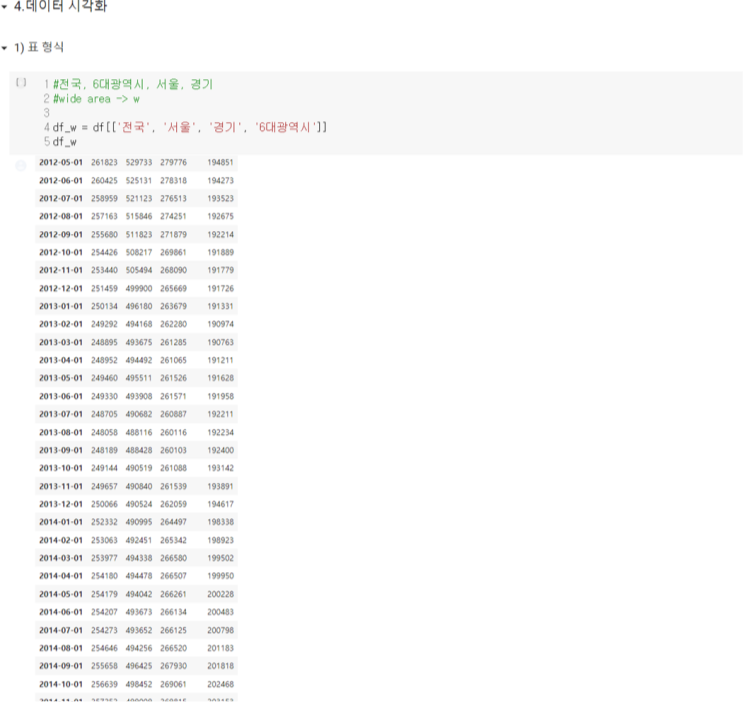 4.데이터 시각화
1) 표 형식
[ ] 1 #전국, 6대광역시, 서울, 경기
2 #wide area -> w
3
4 df_w = df[['전국', '서울', '경기', '6대광역시']]
5 df_w
2012-05-01 261823 529733 279776 194851
2012-06-01 260425 525131 278318 194273
2012-07-01 258959 521123 276513 193523
2012-08-01 257163 515846 274251 192675
2012-09-01 255680 511823 271879 192214
2012-10-01 254426 508217 269861 191889
2012-11-01 253440 505494 268090 191779
2012-12-01 251459 499900 265669 191726
2013-01-01 250134 496180 263679 191331
2013-02-01 249292 494168 262280 190974
2013-03-01 248895 493675 261285 190763
2013-04-01 248952 494492 261065 191211
2013-05-01 249460 495511 261526 191628
2013-06-01 249330 493908 261571 191958
2013-07-01 248705 490682 260887 192211
2013-08-01 248058 488116 260116 192234
2013-09-01 248189 488428 260103 192400
2013-10-01 249144 490519 261088 193142
2013-11-01 249657 490840 261539 193891
2013-12-01 250066 490524 262059 194617
2014-01-01 252332 490995 264497 198338
2014-02-01 253063 492451 265342 198923
2014-03-01 253977 494338 266580 199502
2014-04-01 254180 494478 266507 199950
2014-05-01 254179 494042 266261 200228
2014-06-01 254207 493673 266134 200483
2014-07-01 254273 493652 266125 200798
2014-08-01 254646 494256 266520 201183
2014-09-01 255658 496425 267930 201818
2014-10-01 256639 498452 269061 202468